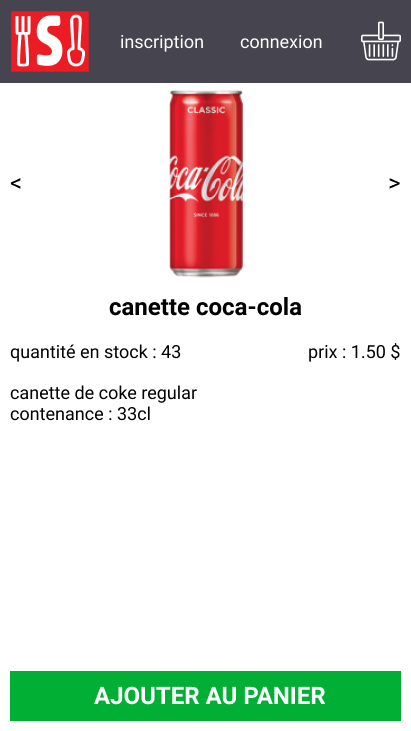 S
inscription
connexion
CLASSIC
Coca-Cola
SINCE 1886
<
>
canette coca-cola
quantité en stock : 43
prix : 1.50 $
canette de coke regular
contenance : 33cl
AJOUTER AU PANIER